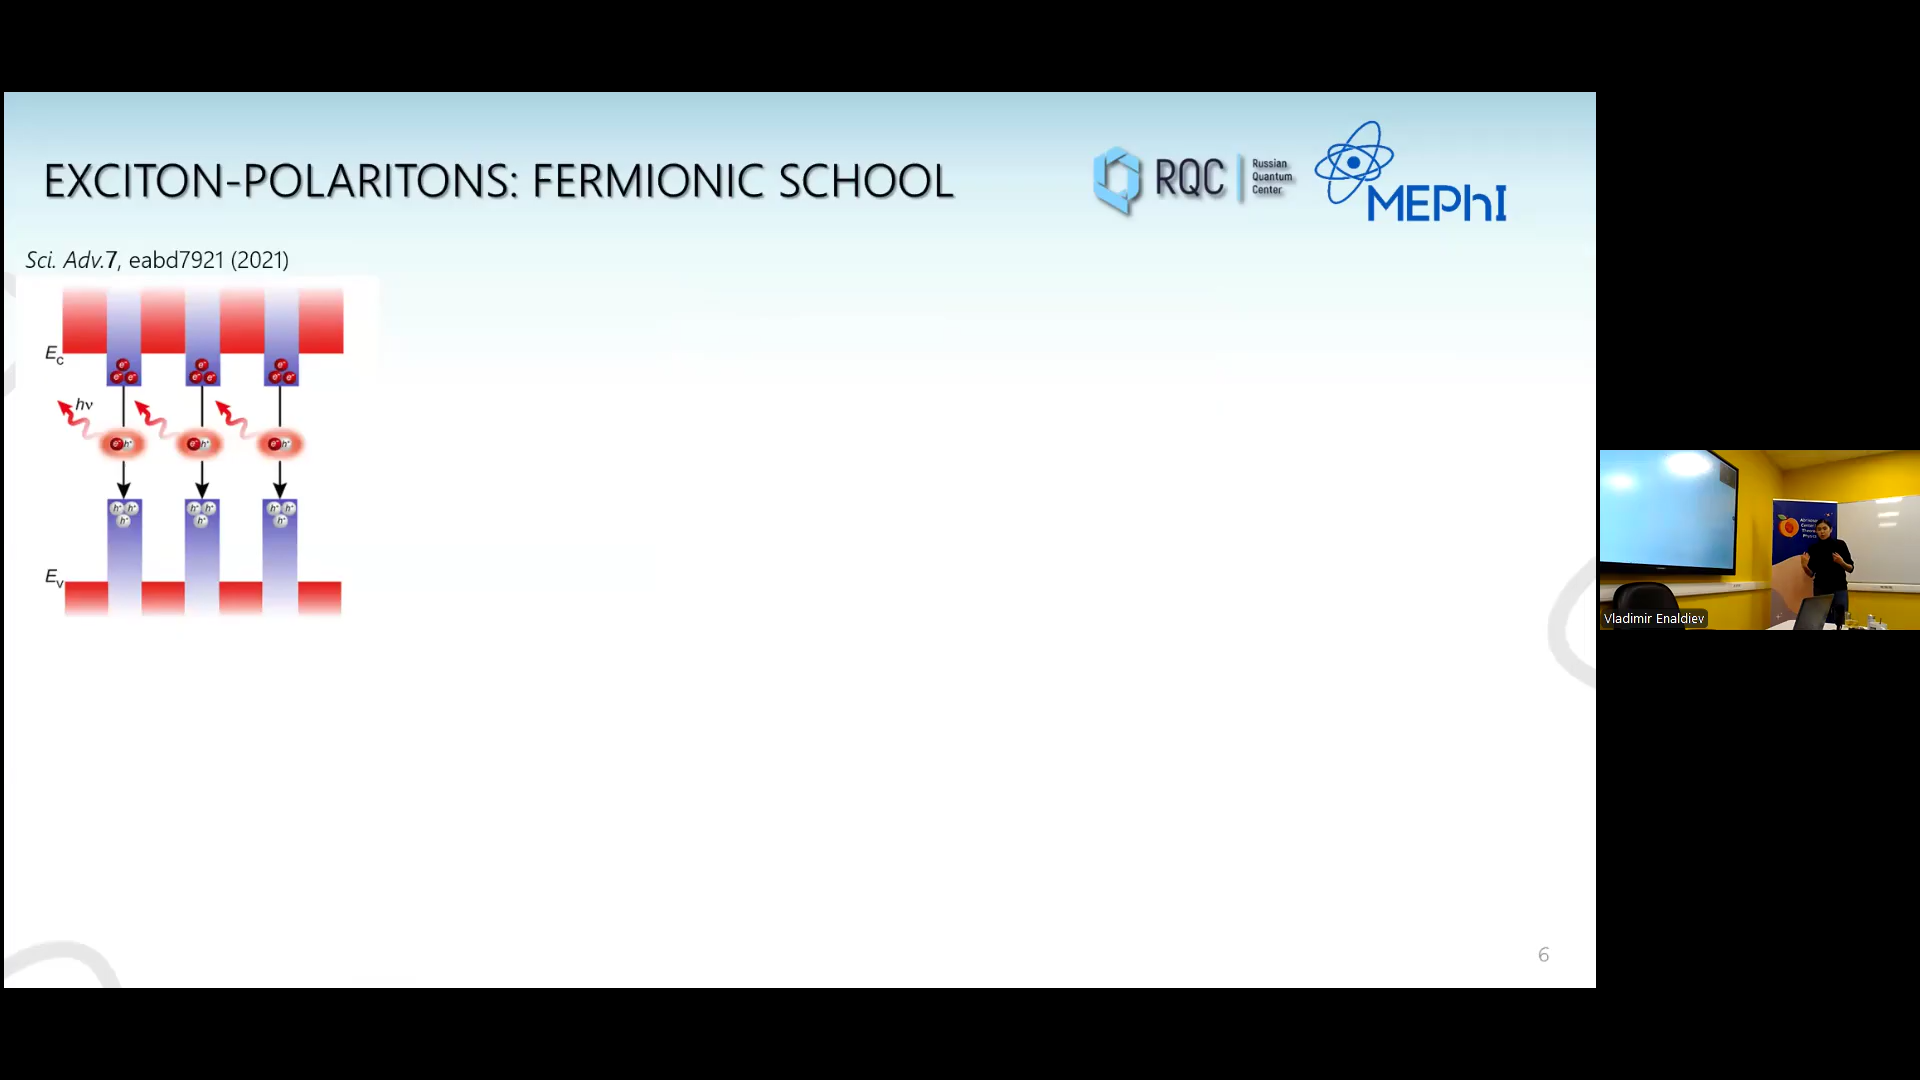 EXCITON-POLARITONS: FERMIONIC SCHOOL
RQC
Russian
Quantum
Center
MEPhI
Sci. Adv.7, eabd7921 (2021)
Ec
e- e- e-
e- e- e- e- e- e-
hν
e- h+ e- h+ e- h+
h+ h+ h+ h+ h+ h+
h+ h+ h+
Ev
Vladimir Enaldiev
6